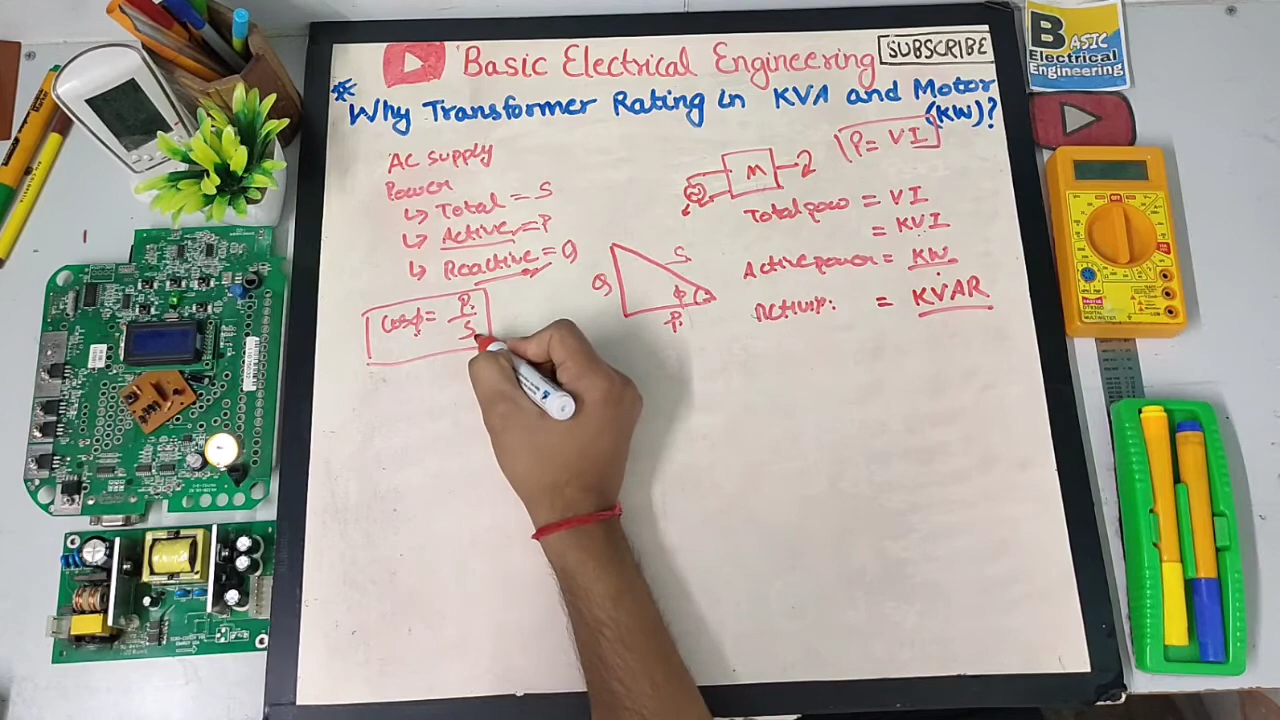 Basic Electrical Engineering SUBSCRIBE
Why Transformer Rating in KVA and Motor
(KW)?
AC supply
Power
↳ Total = S
↳ Active = P
↳ Reactive = Q
cosϕ = P/S
M
P = VI
Total pow = VI
= KVI
Active power = KW
= KVAR
S
Q
ϕ
P
BASIC
Electrical
Engineering